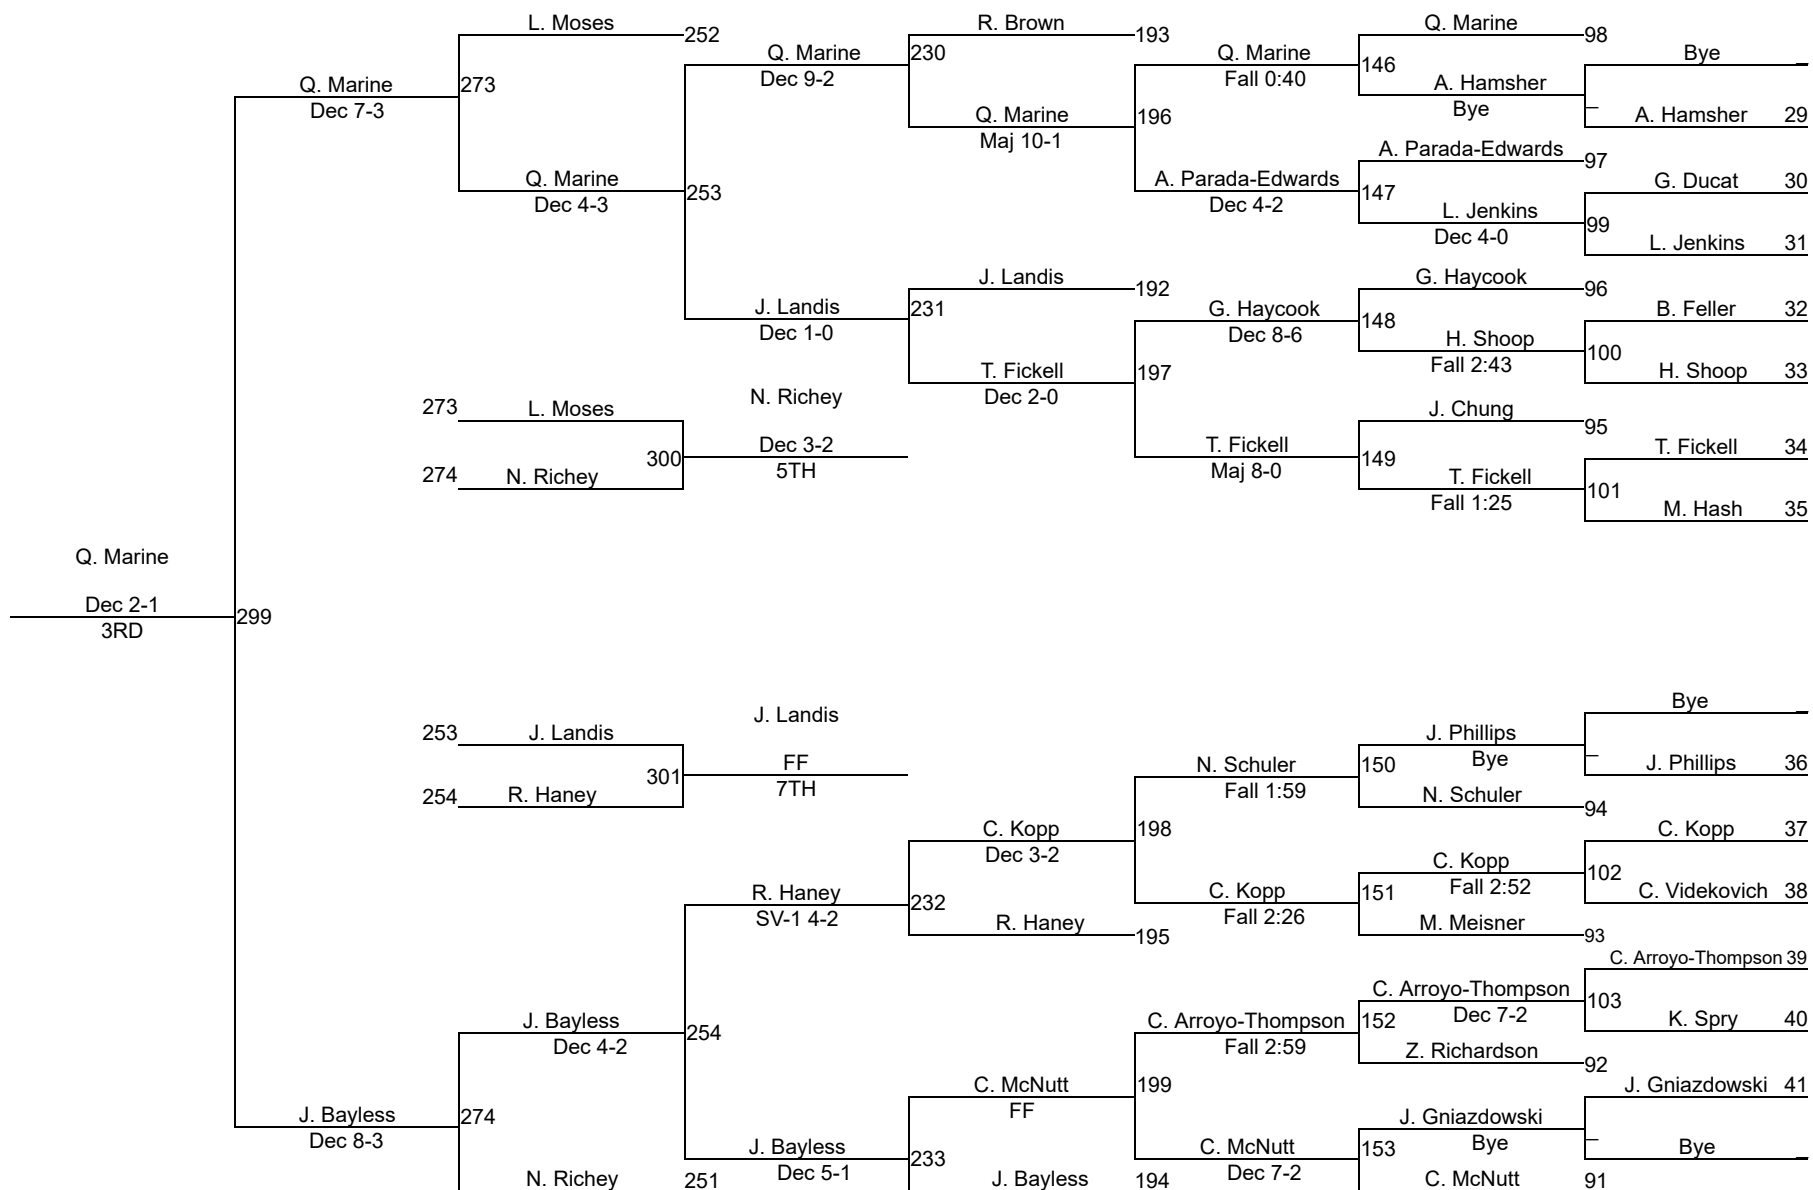 L. Moses 252
R. Brown 193
Q. Marine 98
Q. Marine 230
Dec 9-2
Q. Marine 146
Fall 0:40
Bye _
Q. Marine 273
Dec 7-3
A. Hamsher
Bye
_
A. Hamsher 29
Q. Marine 196
Maj 10-1
A. Parada-Edwards 97
Q. Marine 253
Dec 4-3
A. Parada-Edwards 147
Dec 4-2
G. Ducat 30
L. Jenkins 99
Dec 4-0
L. Jenkins 31
J. Landis 192
G. Haycook 96
J. Landis 231
Dec 1-0
G. Haycook 148
Dec 8-6
B. Feller 32
H. Shoop 100
Fall 2:43
T. Fickell 197
Dec 2-0
H. Shoop 33
N. Richey
273 L. Moses
J. Chung 95
300 Dec 3-2
5TH
T. Fickell 149
Maj 8-0
T. Fickell 34
274 N. Richey
T. Fickell 101
Fall 1:25
M. Hash 35
Q. Marine
Dec 2-1 299
3RD
Bye _
J. Landis
253 J. Landis
J. Phillips
Bye
_
301 FF
7TH
N. Schuler 150
Fall 1:59
J. Phillips 36
254 R. Haney
N. Schuler 94
C. Kopp 198
Dec 3-2
C. Kopp 37
C. Kopp 102
Fall 2:52
R. Haney 232
SV-1 4-2
C. Kopp 151
Fall 2:26
C. Videkovich 38
R. Haney 195
M. Meisner 93
C. Arroyo-Thompson 39
C. Arroyo-Thompson 103
Dec 7-2
J. Bayless 254
Dec 4-2
C. Arroyo-Thompson 152
Fall 2:59
K. Spry 40
Z. Richardson 92
C. McNutt 199
FF
J. Gniazdowski 41
J. Bayless 274
Dec 8-3
J. Gniazdowski
Bye
_
J. Bayless 233
Dec 5-1
C. McNutt 153
Dec 7-2
Bye _
N. Richey 251
J. Bayless 194
C. McNutt 91